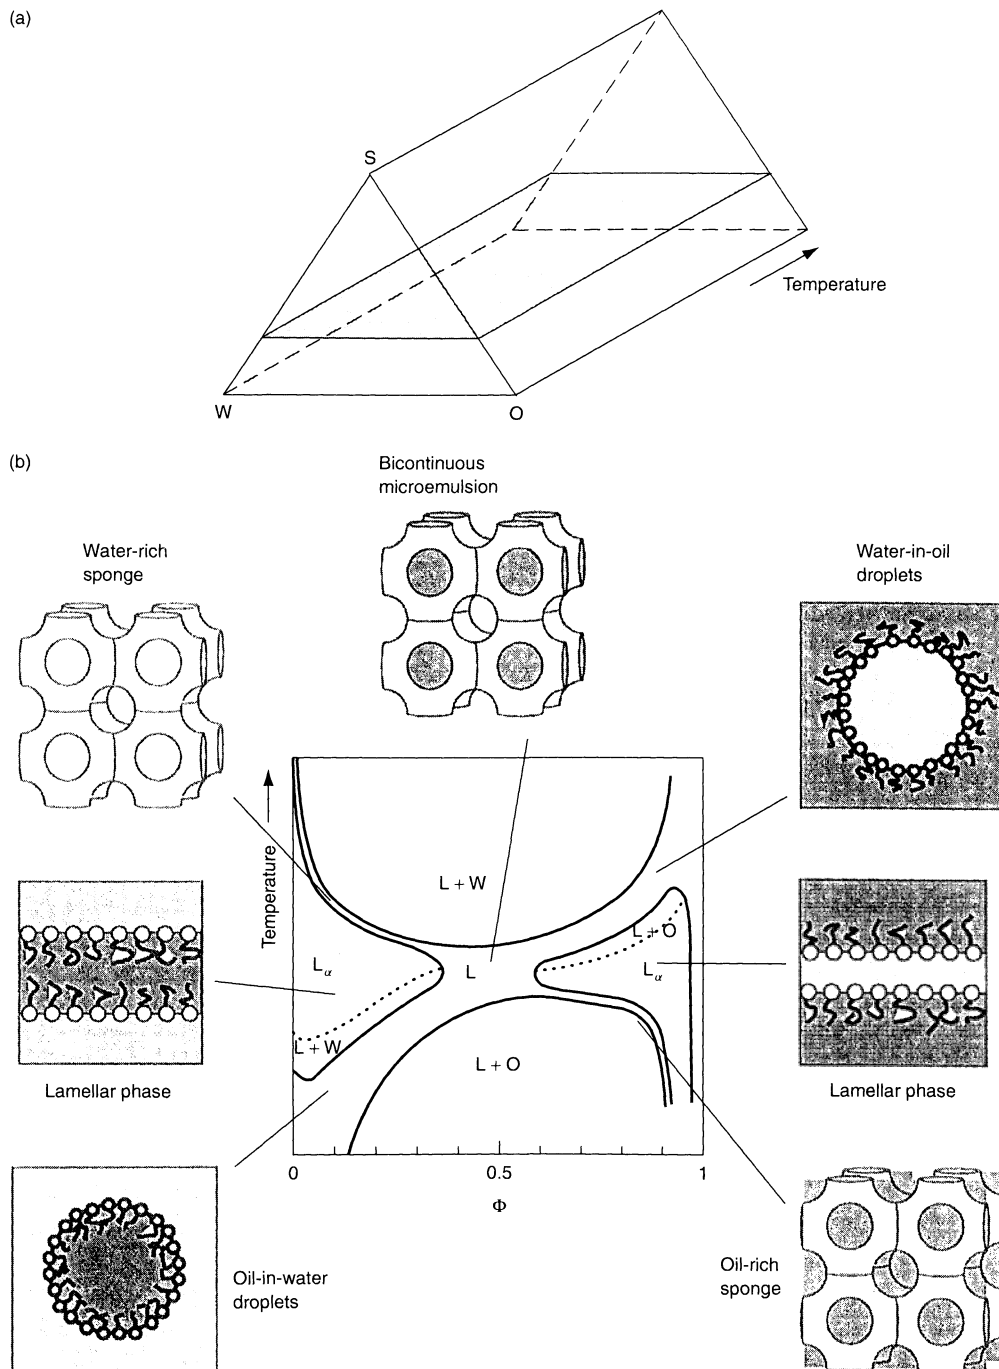 (a)
S
Temperature
W
O
(b)
Bicontinuous
microemulsion
Water-rich
sponge
Water-in-oil
droplets
Temperature
L + W
L + O
Lα
L
Lα
L + W
L + O
Lamellar phase
Lamellar phase
0
0.5
1
Φ
Oil-in-water
droplets
Oil-rich
sponge